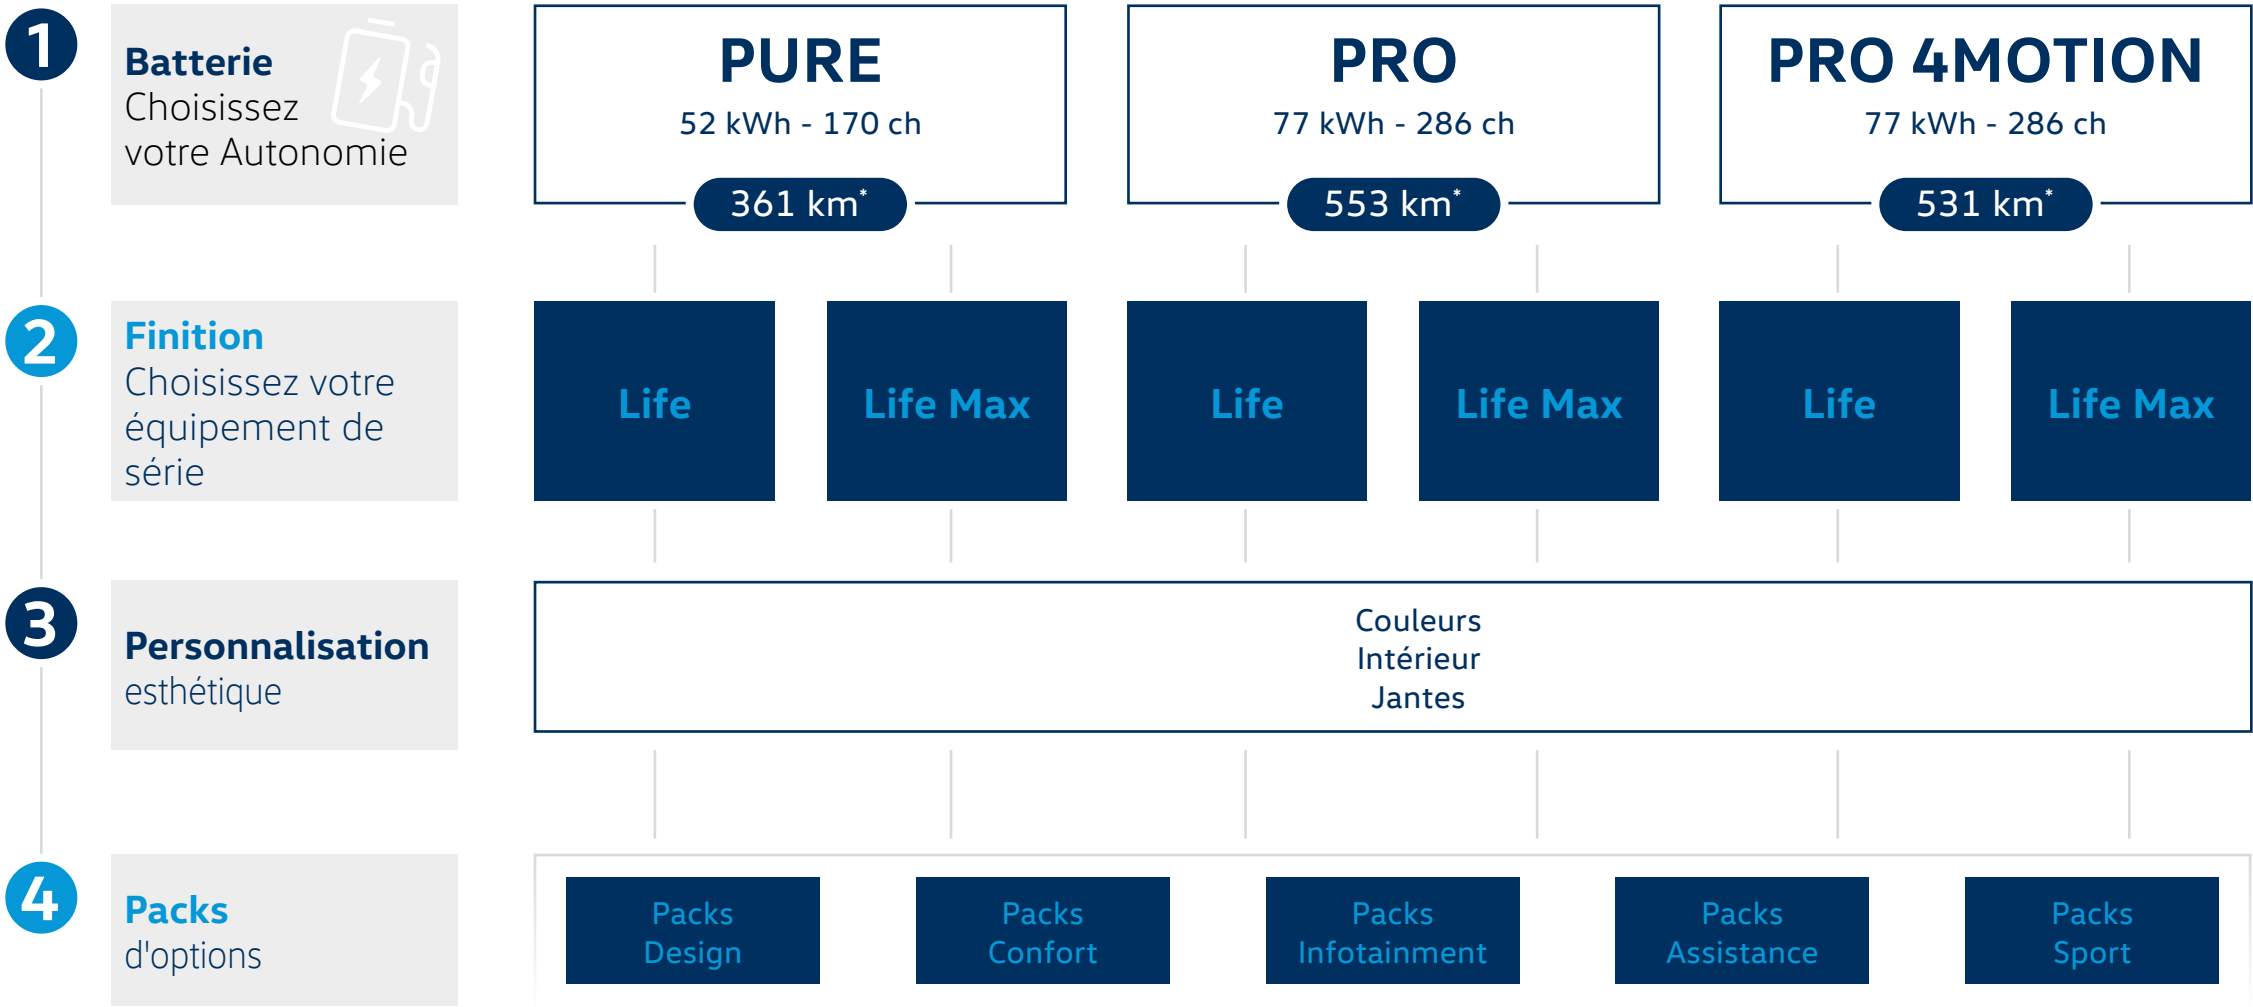 1
Batterie
Choisissez
votre Autonomie
PURE
52 kWh - 170 ch
361 km*
PRO
77 kWh - 286 ch
553 km*
PRO 4MOTION
77 kWh - 286 ch
531 km*
2
Finition
Choisissez votre
équipement de
série
Life
Life Max
Life
Life Max
Life
Life Max
3
Personnalisation
esthétique
Couleurs
Intérieur
Jantes
4
Packs
d'options
Packs
Design
Packs
Confort
Packs
Infotainment
Packs
Assistance
Packs
Sport